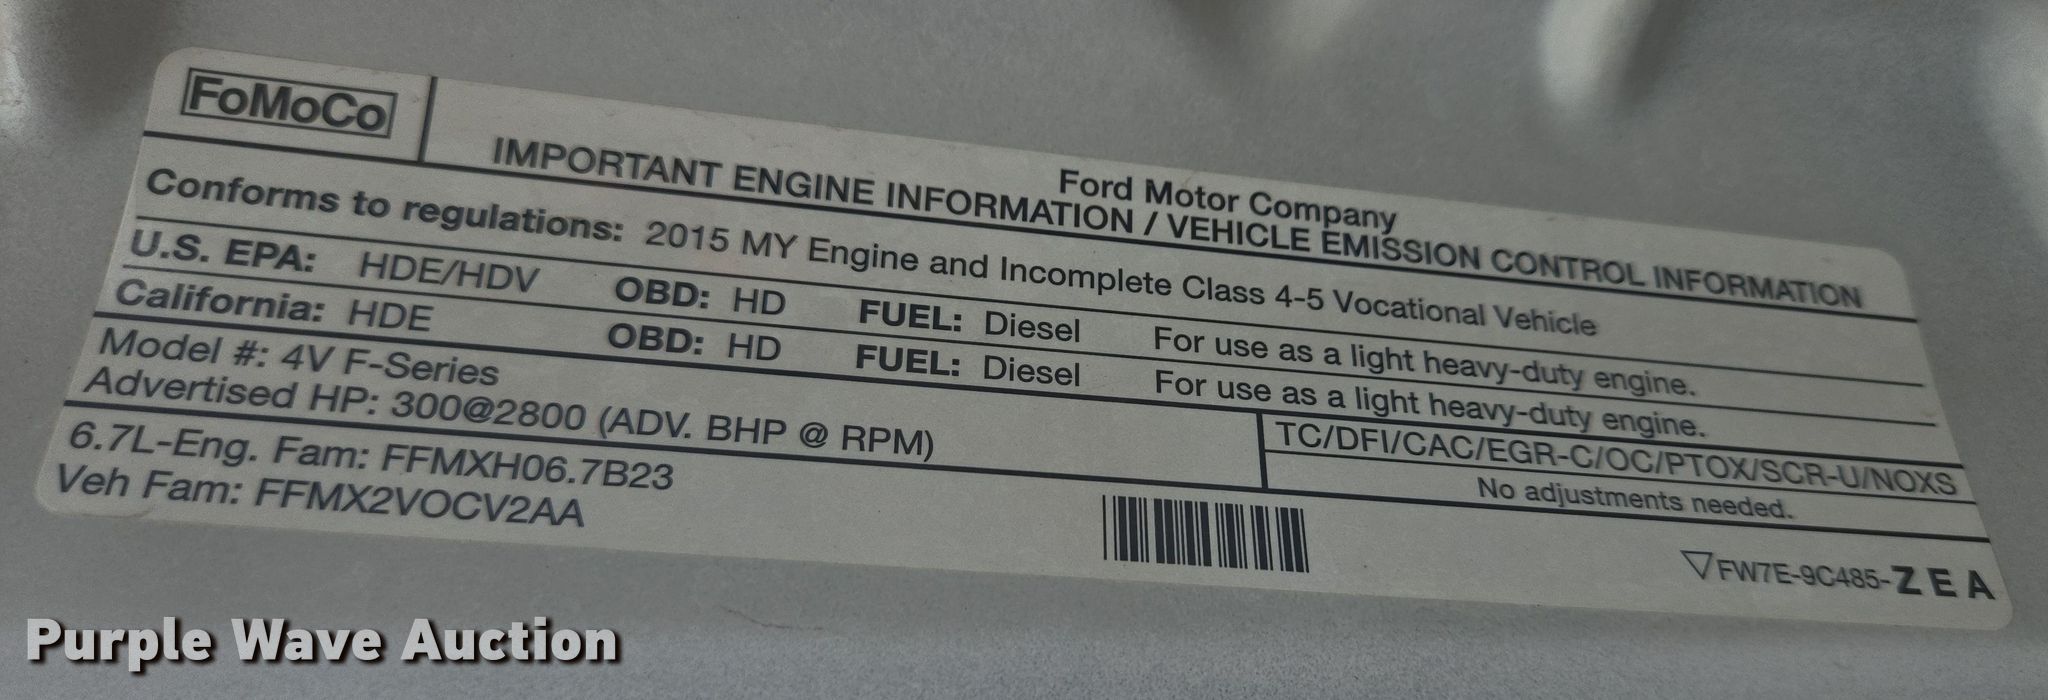 FoMoCo
Ford Motor Company
IMPORTANT ENGINE INFORMATION / VEHICLE EMISSION CONTROL INFORMATION
Conforms to regulations: 2015 MY Engine and Incomplete Class 4-5 Vocational Vehicle
U.S. EPA: HDE/HDV OBD: HD FUEL: Diesel For use as a light heavy-duty engine.
California: HDE OBD: HD FUEL: Diesel For use as a light heavy-duty engine.
Model #: 4V F-Series
Advertised HP: 300@2800 (ADV. BHP @ RPM)
TC/DFI/CAC/EGR-C/OC/PTOX/SCR-U/NOXS
No adjustments needed.
6.7L-Eng. Fam: FFMXH06.7B23
Veh Fam: FFMX2VOCV2AA
▽FW7E-9C485-ZEA
Purple Wave Auction